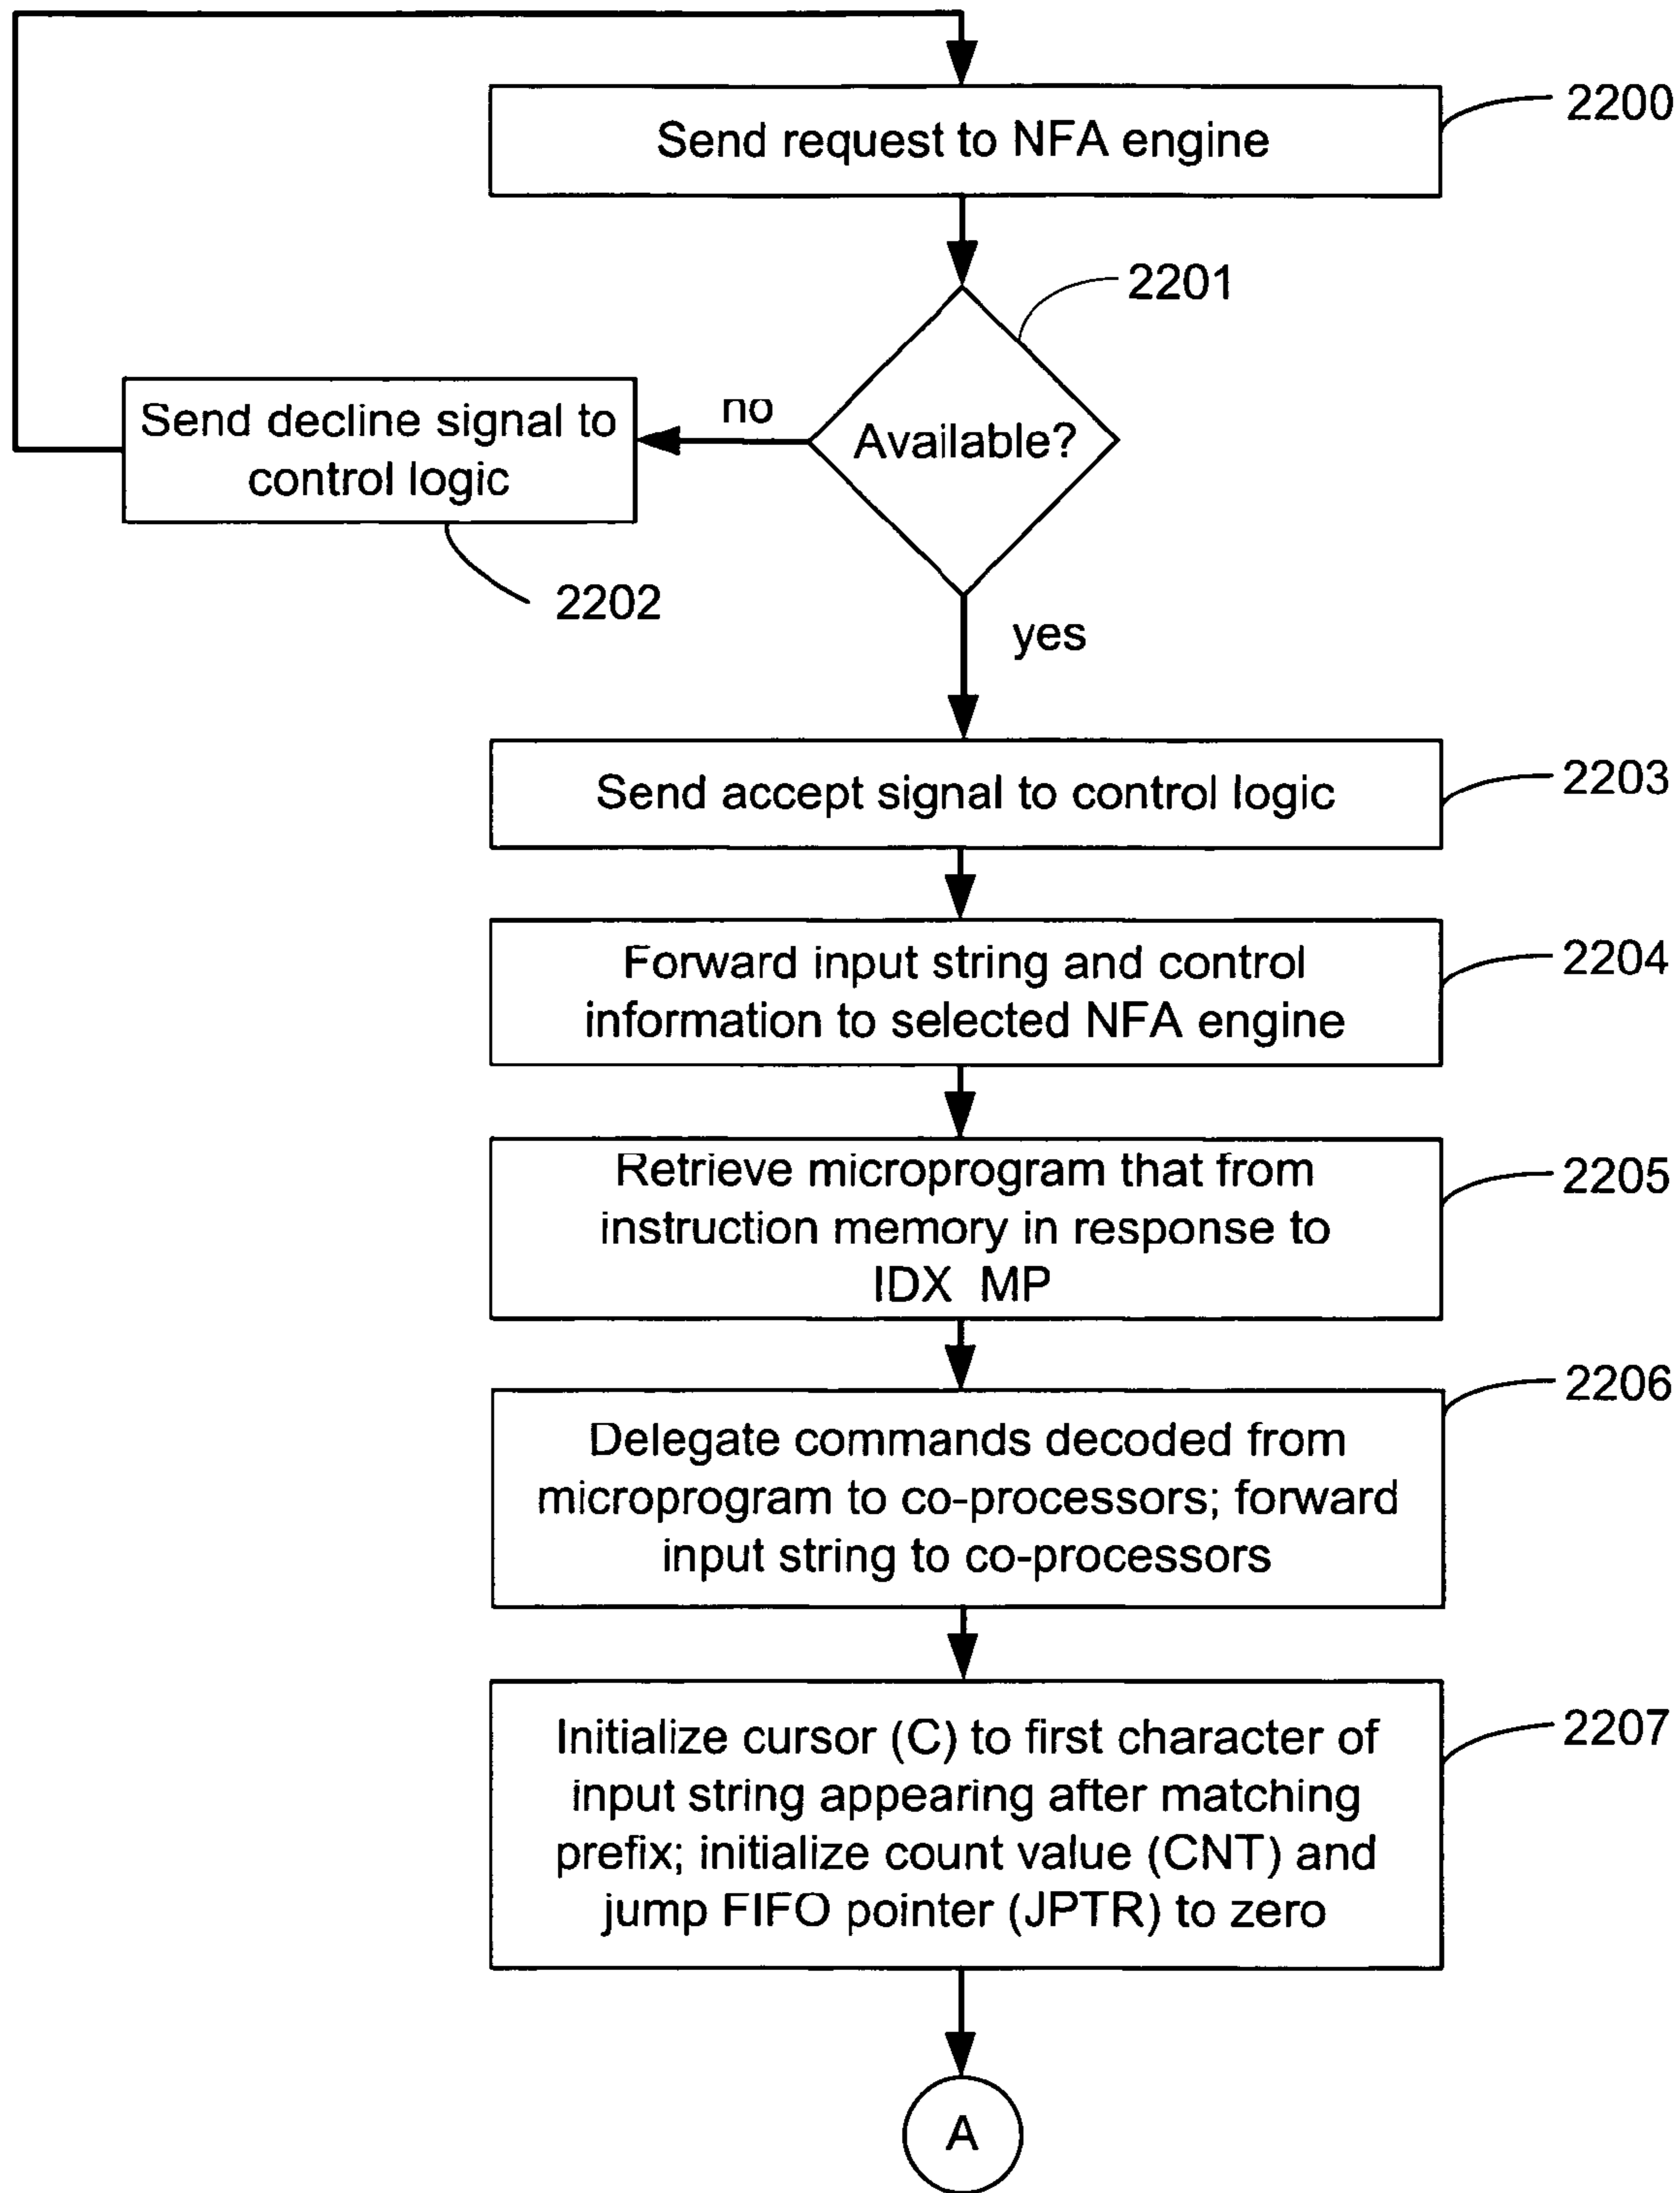 Send request to NFA engine
2200
2201
Available?
no
Send decline signal to
control logic
2202
yes
Send accept signal to control logic
2203
Forward input string and control
information to selected NFA engine
2204
Retrieve microprogram that from
instruction memory in response to
IDX MP
2205
Delegate commands decoded from
microprogram to co-processors; forward
input string to co-processors
2206
Initialize cursor (C) to first character of
input string appearing after matching
prefix; initialize count value (CNT) and
jump FIFO pointer (JPTR) to zero
2207
A